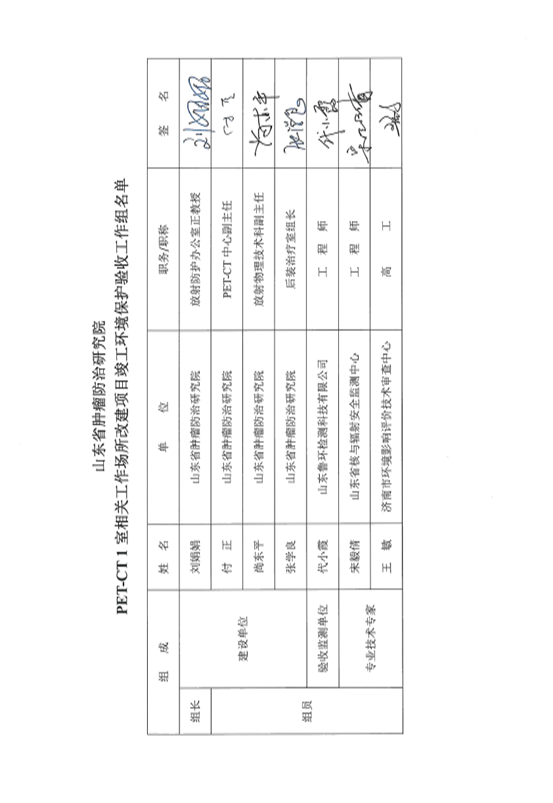 山东省肿瘤防治研究院
PET-CT 1 室相关工作场所改建项目竣工环境保护验收工作组名单
组 成 姓 名 单 位 职务/职称 签 名
组长 建设单位 刘娟娟 山东省肿瘤防治研究院 放射防护办公室正教授 刘娟娟
组员 付 正 山东省肿瘤防治研究院 PET-CT 中心副主任 付正
尚东平 山东省肿瘤防治研究院 放射物理技术科副主任 尚东平
张学良 山东省肿瘤防治研究院 后装治疗室组长
验收监测单位 代小霞 山东鲁环检测科技有限公司 工 程 师 代小霞
专业技术专家 宋毅倩 山东省核与辐射安全监测中心 工 程 师
王 敏 济南市环境影响评价技术审查中心 高 工